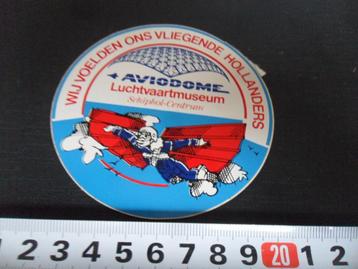 WIJ VOELDEN ONS VLIEGENDE HOLLANDERS
AVIODOME
Luchtvaartmuseum
Schiphol-Centrum
1 2 3 4 5 6 7 8 9 20 1 2